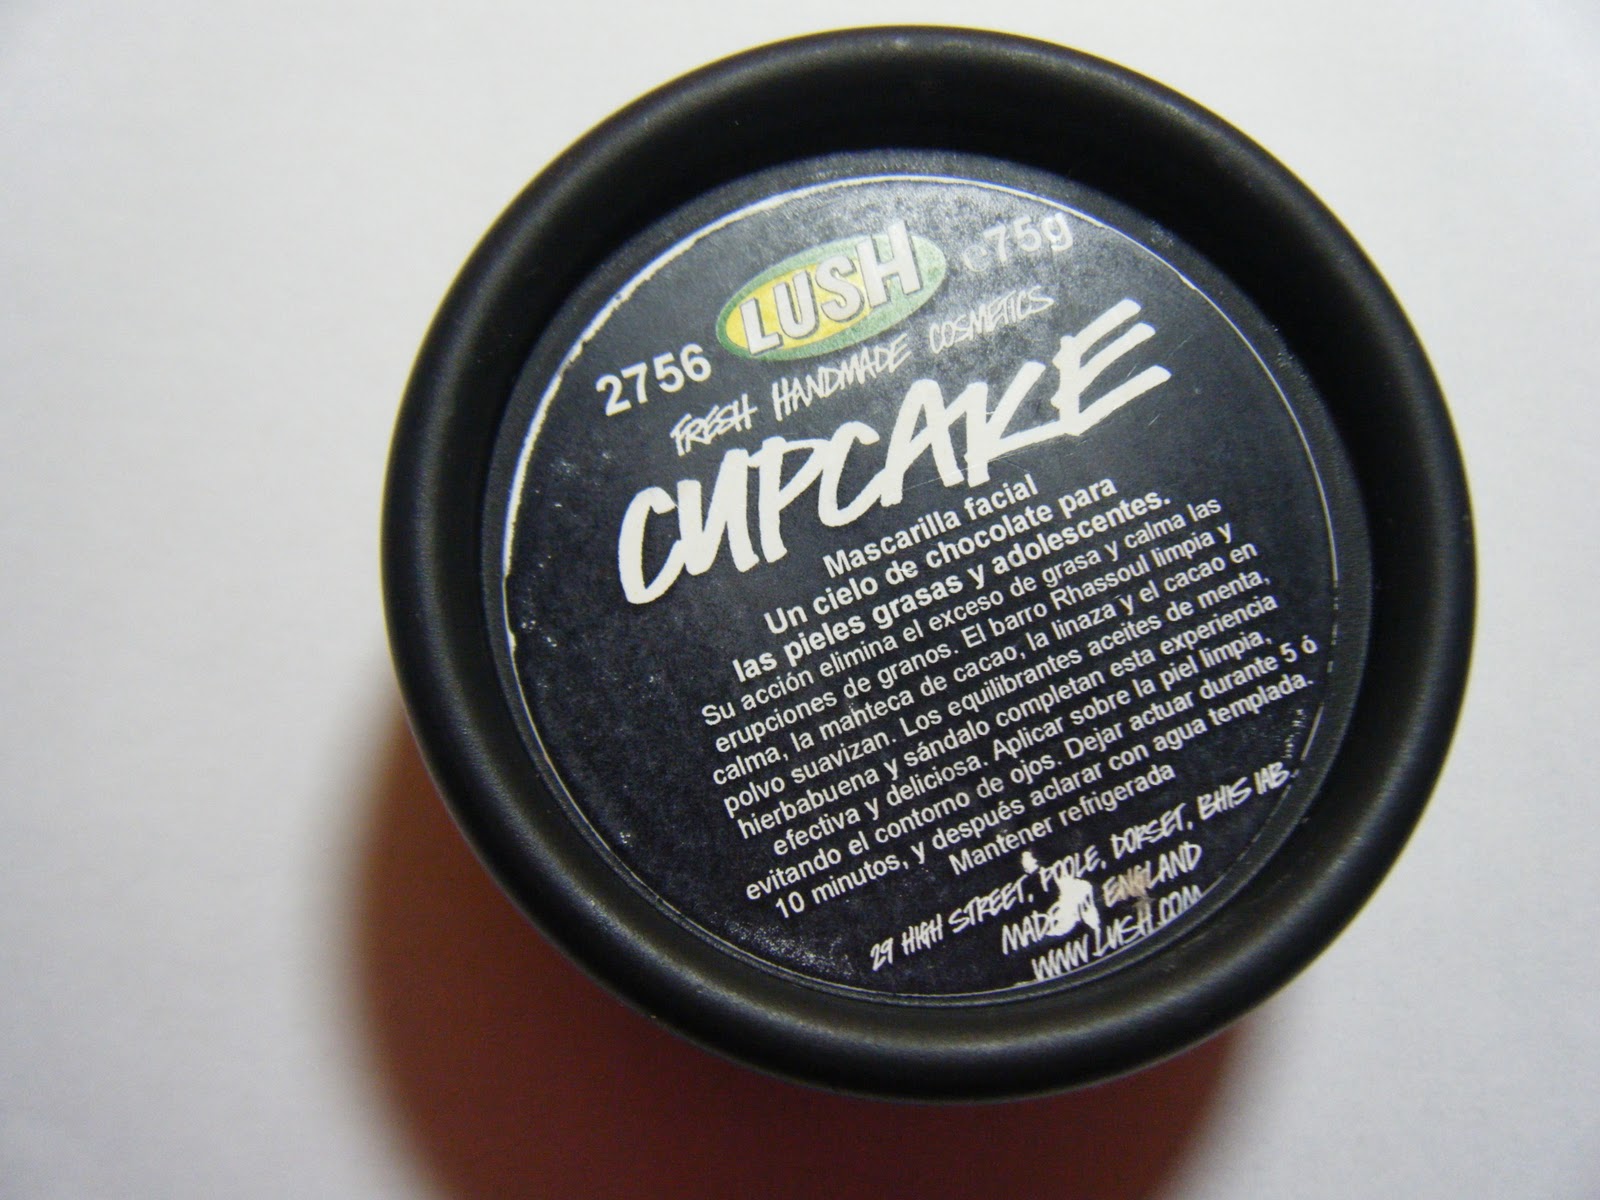 2756 LUSH e75g
FRESH HANDMADE COSMETICS
CUPCAKE
Mascarilla facial
Un cielo de chocolate para
las pieles grasas y adolescentes.
Su acción elimina el exceso de grasa y calma las
erupciones de granos. El barro Rhassoul limpia y
calma, la manteca de cacao, la linaza y el cacao en
polvo suavizan. Los equilibrantes aceites de menta,
hierbabuena y sándalo completan esta experiencia
efectiva y deliciosa. Aplicar sobre la piel limpia,
evitando el contorno de ojos. Dejar actuar durante 5 ó
10 minutos, y después aclarar con agua templada.
Mantener refrigerada
29 HIGH STREET, POOLE, DORSET, BH15 1AB.
MADE IN ENGLAND
WWW.LUSH.COM